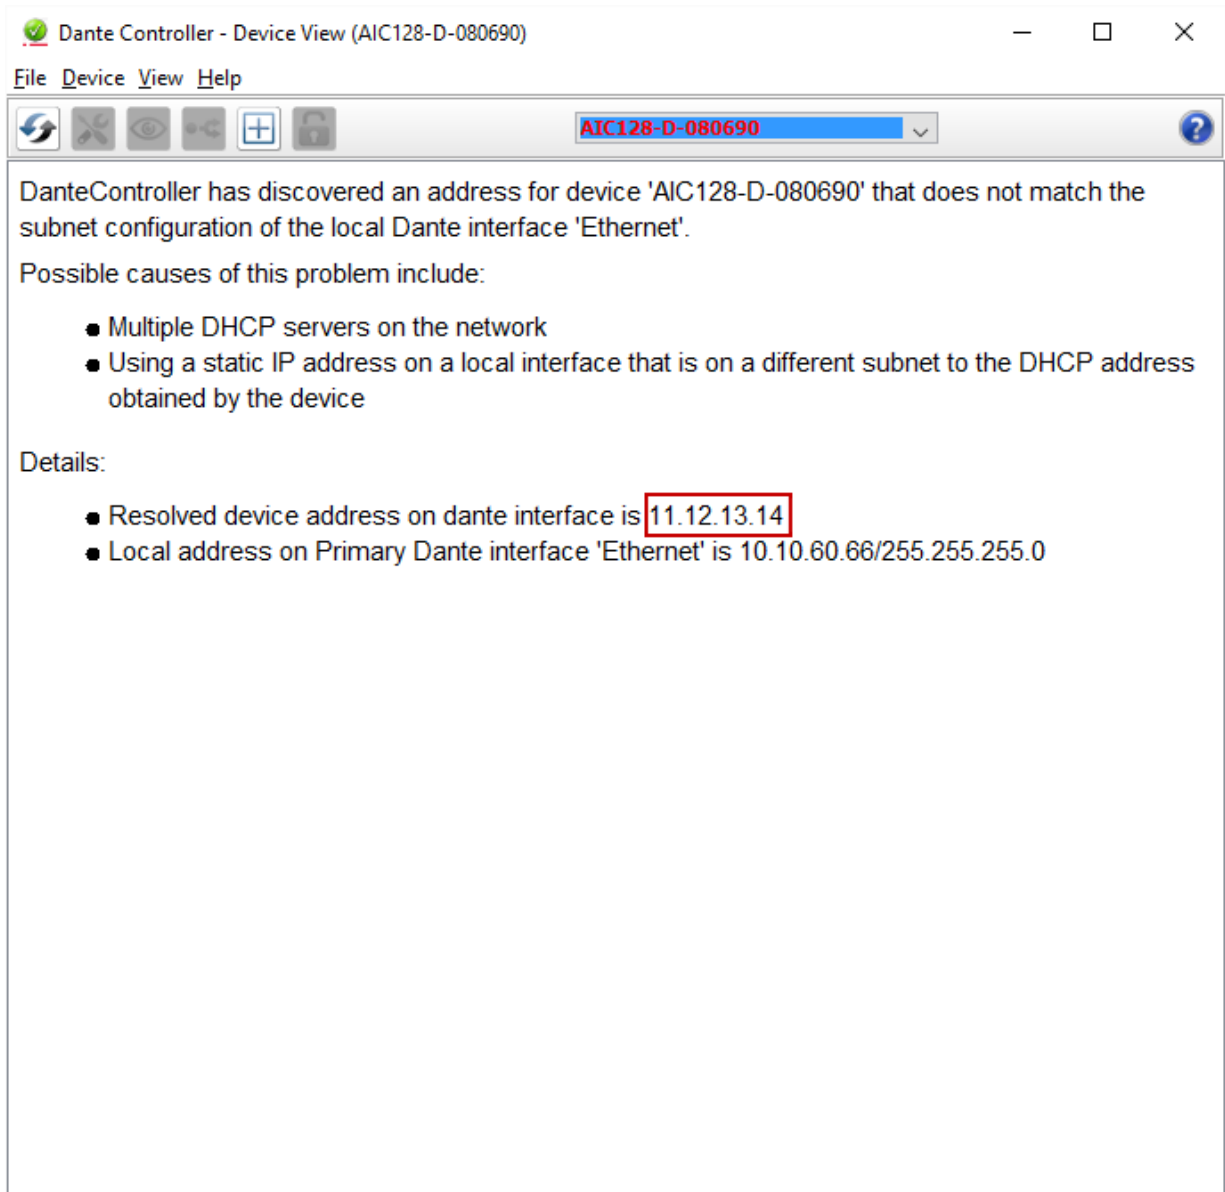 Dante Controller - Device View (AIC128-D-080690)
File Device View Help
AIC128-D-080690
DanteController has discovered an address for device 'AIC128-D-080690' that does not match the
subnet configuration of the local Dante interface 'Ethernet'.
Possible causes of this problem include:
Multiple DHCP servers on the network
Using a static IP address on a local interface that is on a different subnet to the DHCP address
obtained by the device
Details:
Resolved device address on dante interface is 11.12.13.14
Local address on Primary Dante interface 'Ethernet' is 10.10.60.66/255.255.255.0